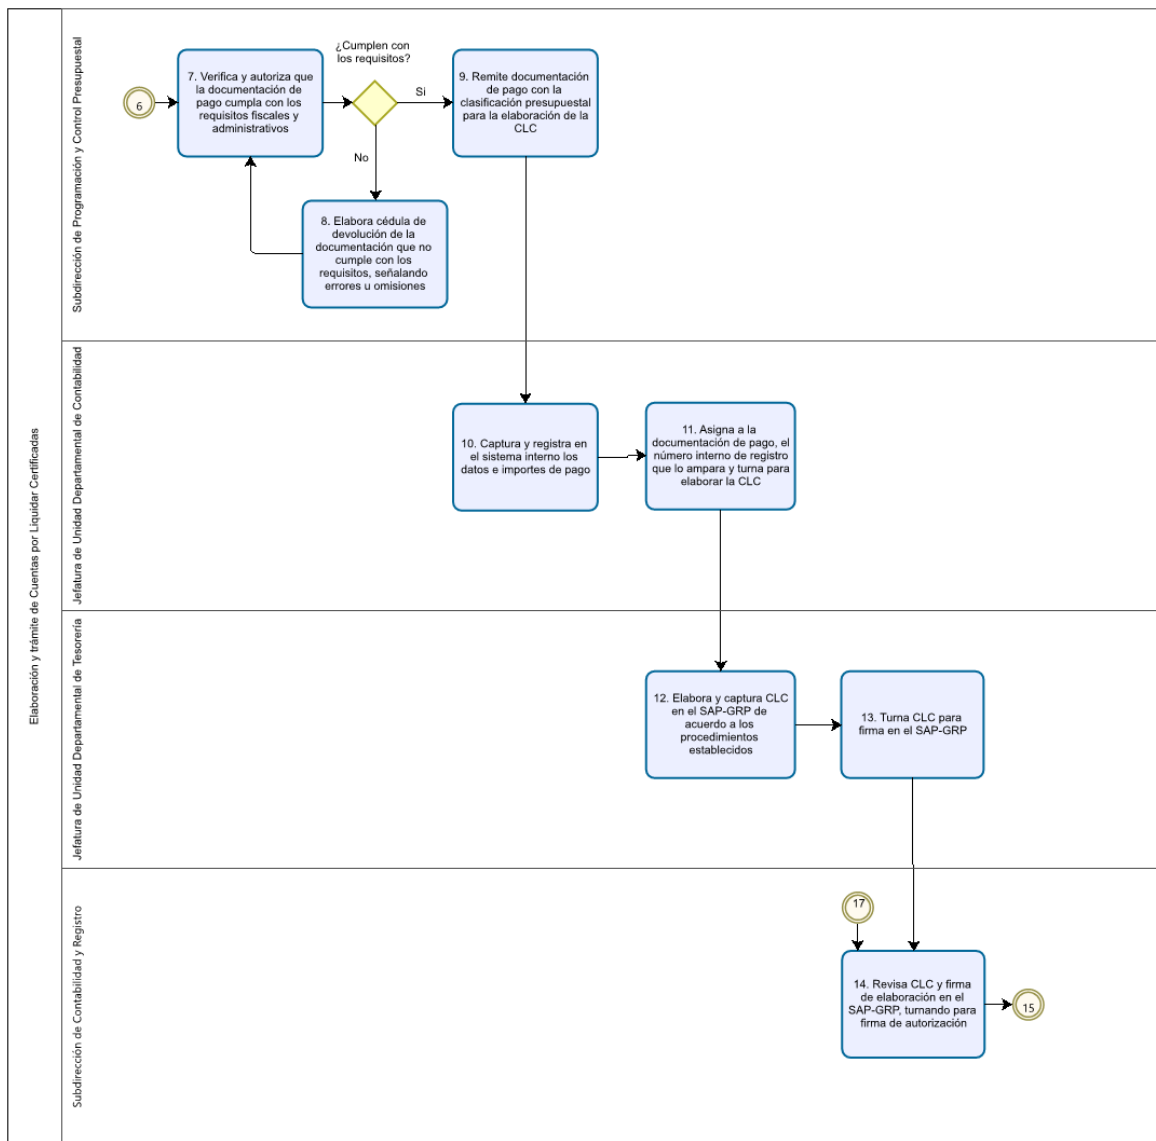 Elaboración y trámite de Cuentas por Liquidar Certificadas
Subdirección de Programación y Control Presupuestal
6
7. Verifica y autoriza que
la documentación de
pago cumpla con los
requisitos fiscales y
administrativos
¿Cumplen con
los requisitos?
Si
No
8. Elabora cédula de
devolución de la
documentación que no
cumple con los
requisitos, señalando
errores u omisiones
9. Remite documentación
de pago con la
clasificación presupuestal
para la elaboración de la
CLC
Jefatura de Unidad Departamental de Contabilidad
10. Captura y registra en
el sistema interno los
datos e importes de pago
11. Asigna a la
documentación de pago, el
número interno de registro
que lo ampara y turna para
elaborar la CLC
Jefatura de Unidad Departamental de Tesorería
12. Elabora y captura CLC
en el SAP-GRP de
acuerdo a los
procedimientos
establecidos
13. Turna CLC para
firma en el SAP-GRP
Subdirección de Contabilidad y Registro
17
14. Revisa CLC y firma
de elaboración en el
SAP-GRP, turnando para
firma de autorización
15